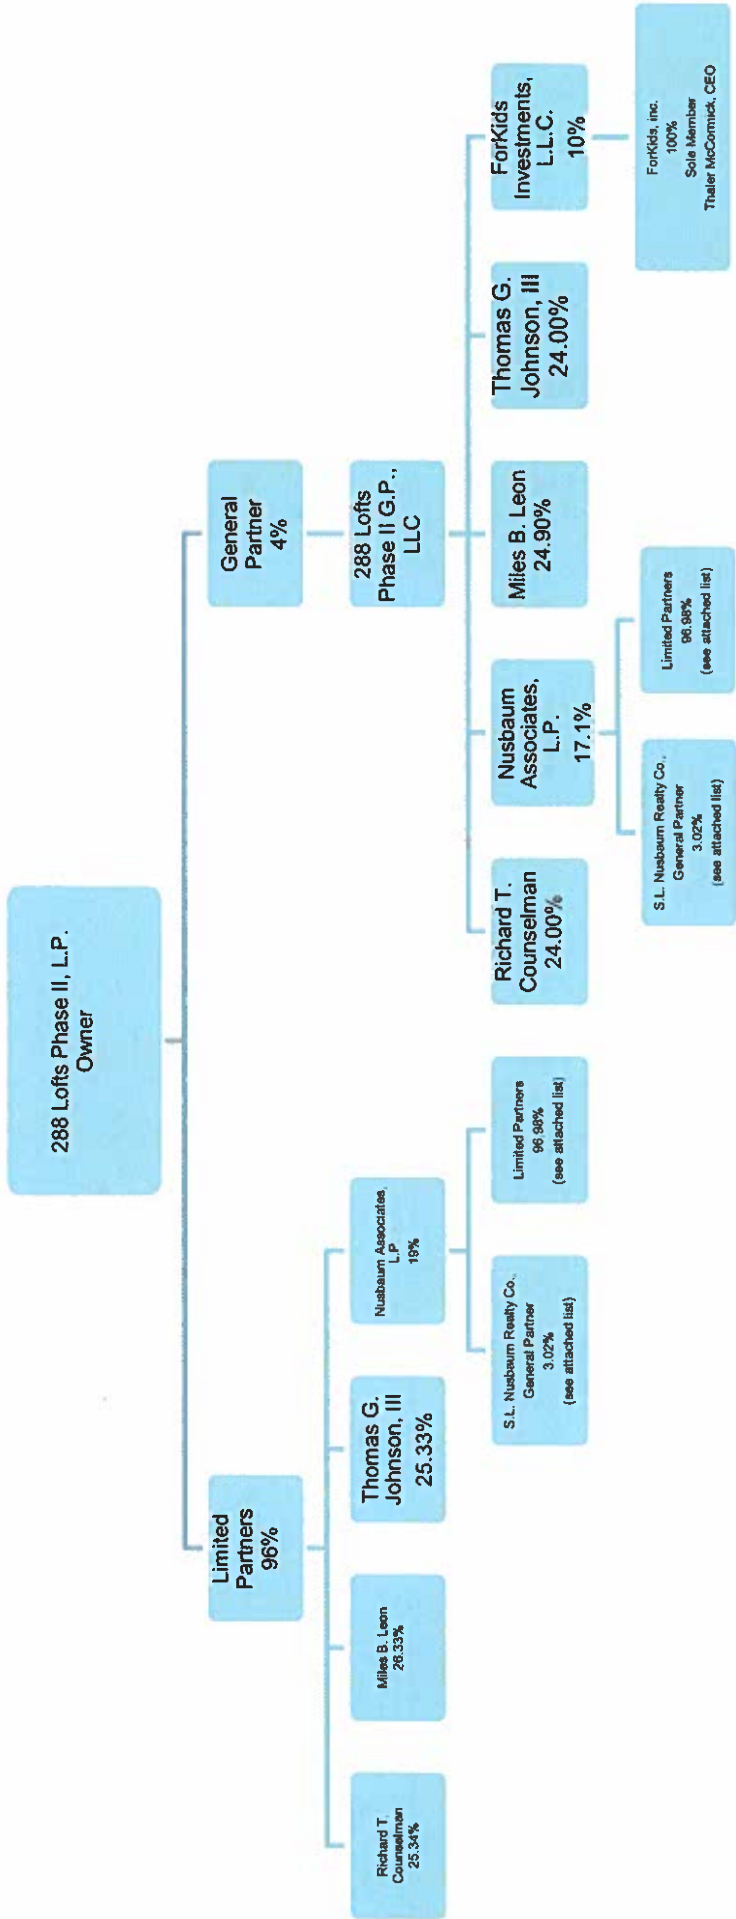 288 Lofts Phase II, L.P.
Owner
Limited
Partners
96%
General
Partner
4%
Richard T.
Counselman
25.34%
Miles B. Leon
26.33%
Thomas G.
Johnson, III
25.33%
Nusbaum Associates,
L.P
19%
288 Lofts
Phase II G.P.,
LLC
S.L. Nusbaum Realty Co.,
General Partner
3.02%
(see attached list)
Limited Partners
96.98%
(see attached list)
Richard T.
Counselman
24.00%
Nusbaum
Associates,
L.P.
17.1%
Miles B. Leon
24.90%
Thomas G.
Johnson, III
24.00%
ForKids
Investments,
L.L.C.
10%
S.L. Nusbaum Realty Co.,
General Partner
3.02%
(see attached list)
Limited Partners
96.98%
(see attached list)
ForKids, inc.
100%
Sole Member
Thaler McCormick, CEO